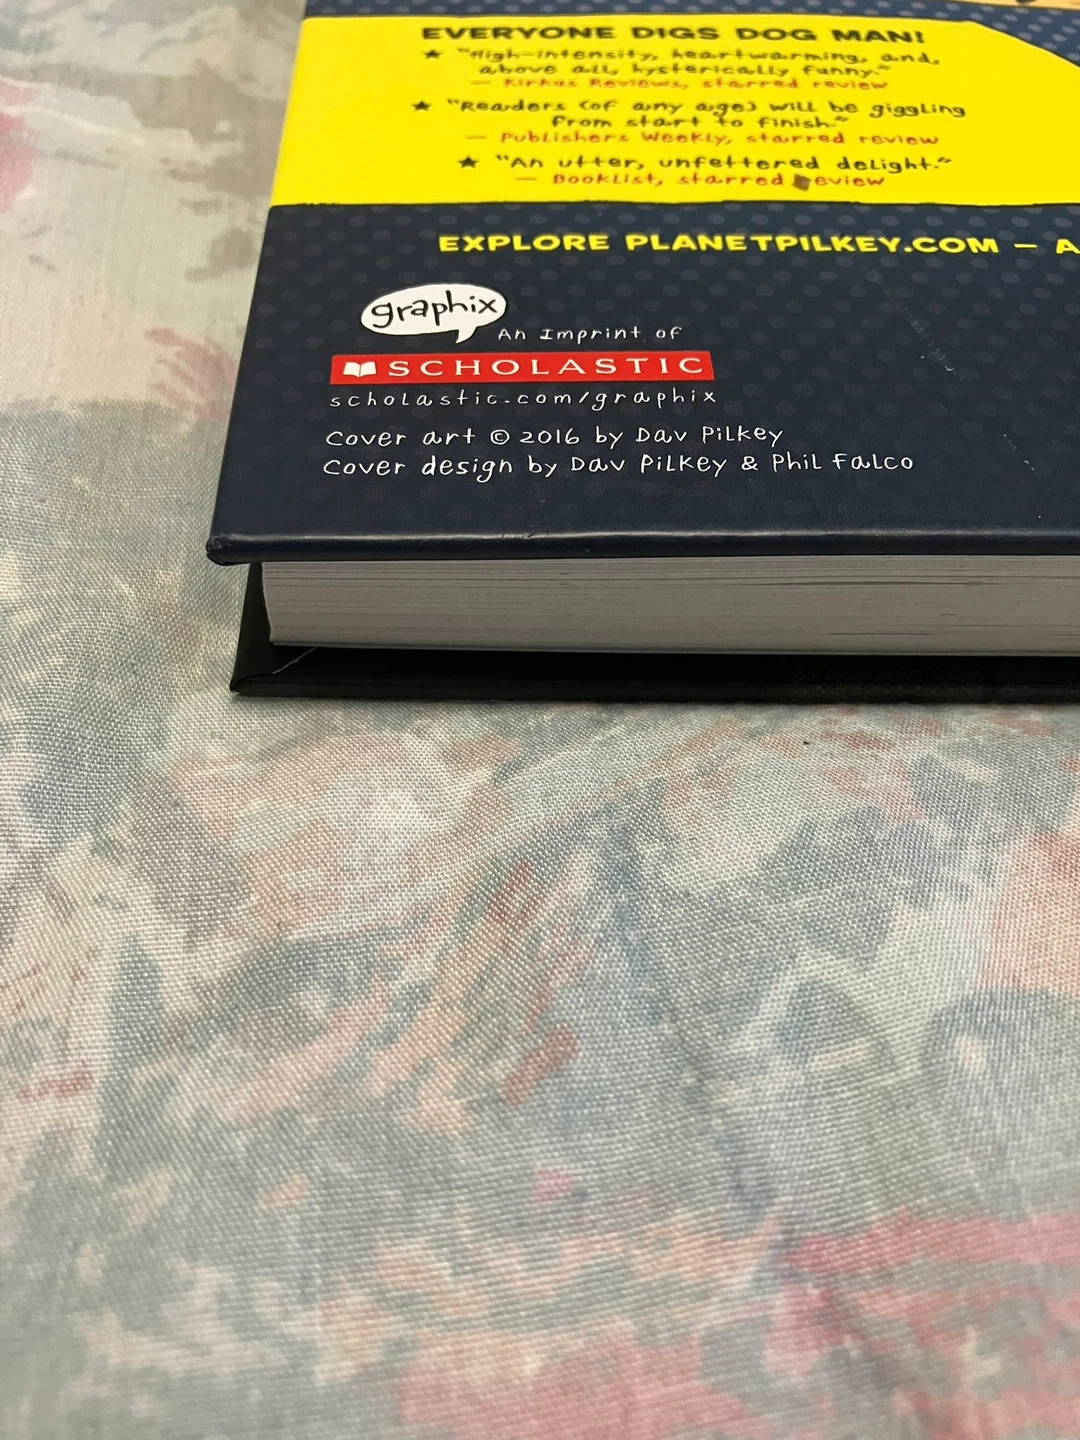 EVERYONE DIGS DOG MAN!
★ "High-intensity, heartwarming, and,
above all, hysterically funny."
— Kirkus Reviews, starred review
★ "Readers (of any age) will be giggling
from start to finish."
— Publishers Weekly, starred review
★ "An utter, unfettered delight."
— Booklist, starred review
EXPLORE PLANETPILKEY.COM — A
graphix
An Imprint of
SCHOLASTIC
scholastic.com/graphix
Cover art © 2016 by Dav Pilkey
Cover design by Dav Pilkey & Phil Falco